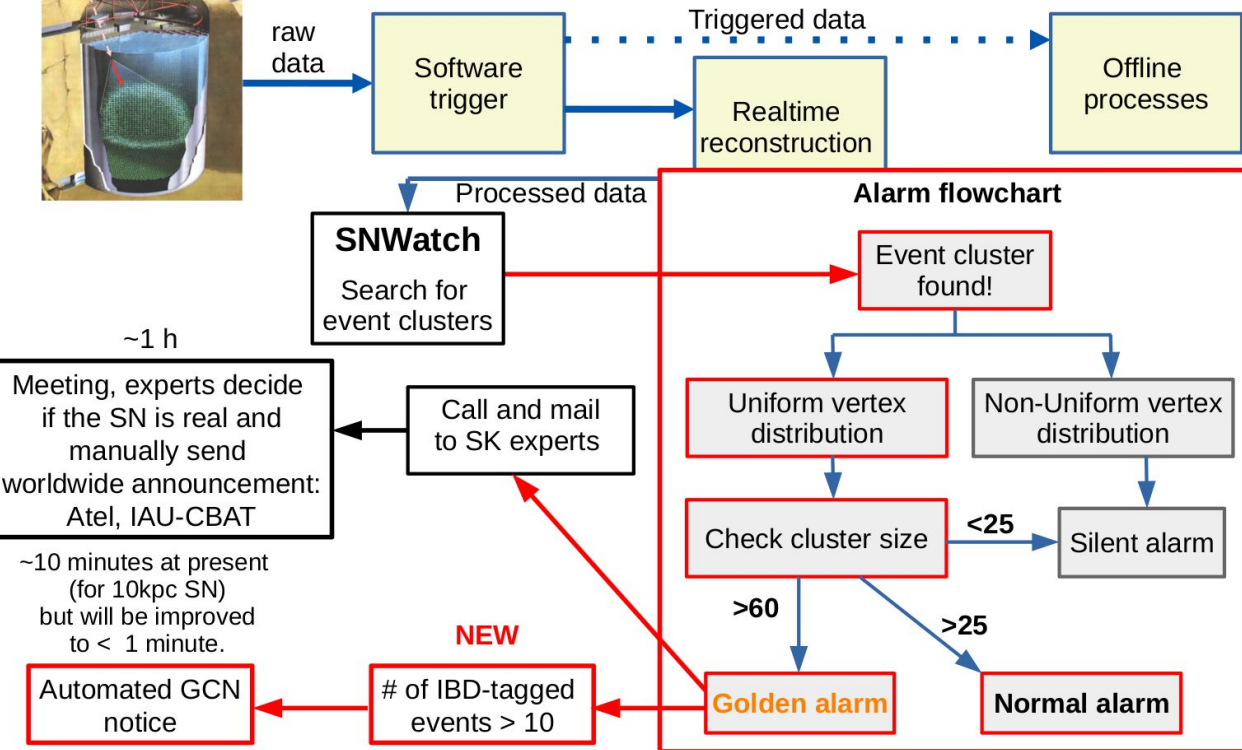 raw
data
Software
trigger
Triggered data
Realtime
reconstruction
Offline
processes
Processed data
SNWatch
Search for
event clusters
Alarm flowchart
Event cluster
found!
Uniform vertex
distribution
Non-Uniform vertex
distribution
Check cluster size
<25
Silent alarm
>60
>25
Golden alarm
Normal alarm
Call and mail
to SK experts
~1 h
Meeting, experts decide
if the SN is real and
manually send
worldwide announcement:
Atel, IAU-CBAT
~10 minutes at present
(for 10kpc SN)
but will be improved
to < 1 minute.
NEW
# of IBD-tagged
events > 10
Automated GCN
notice